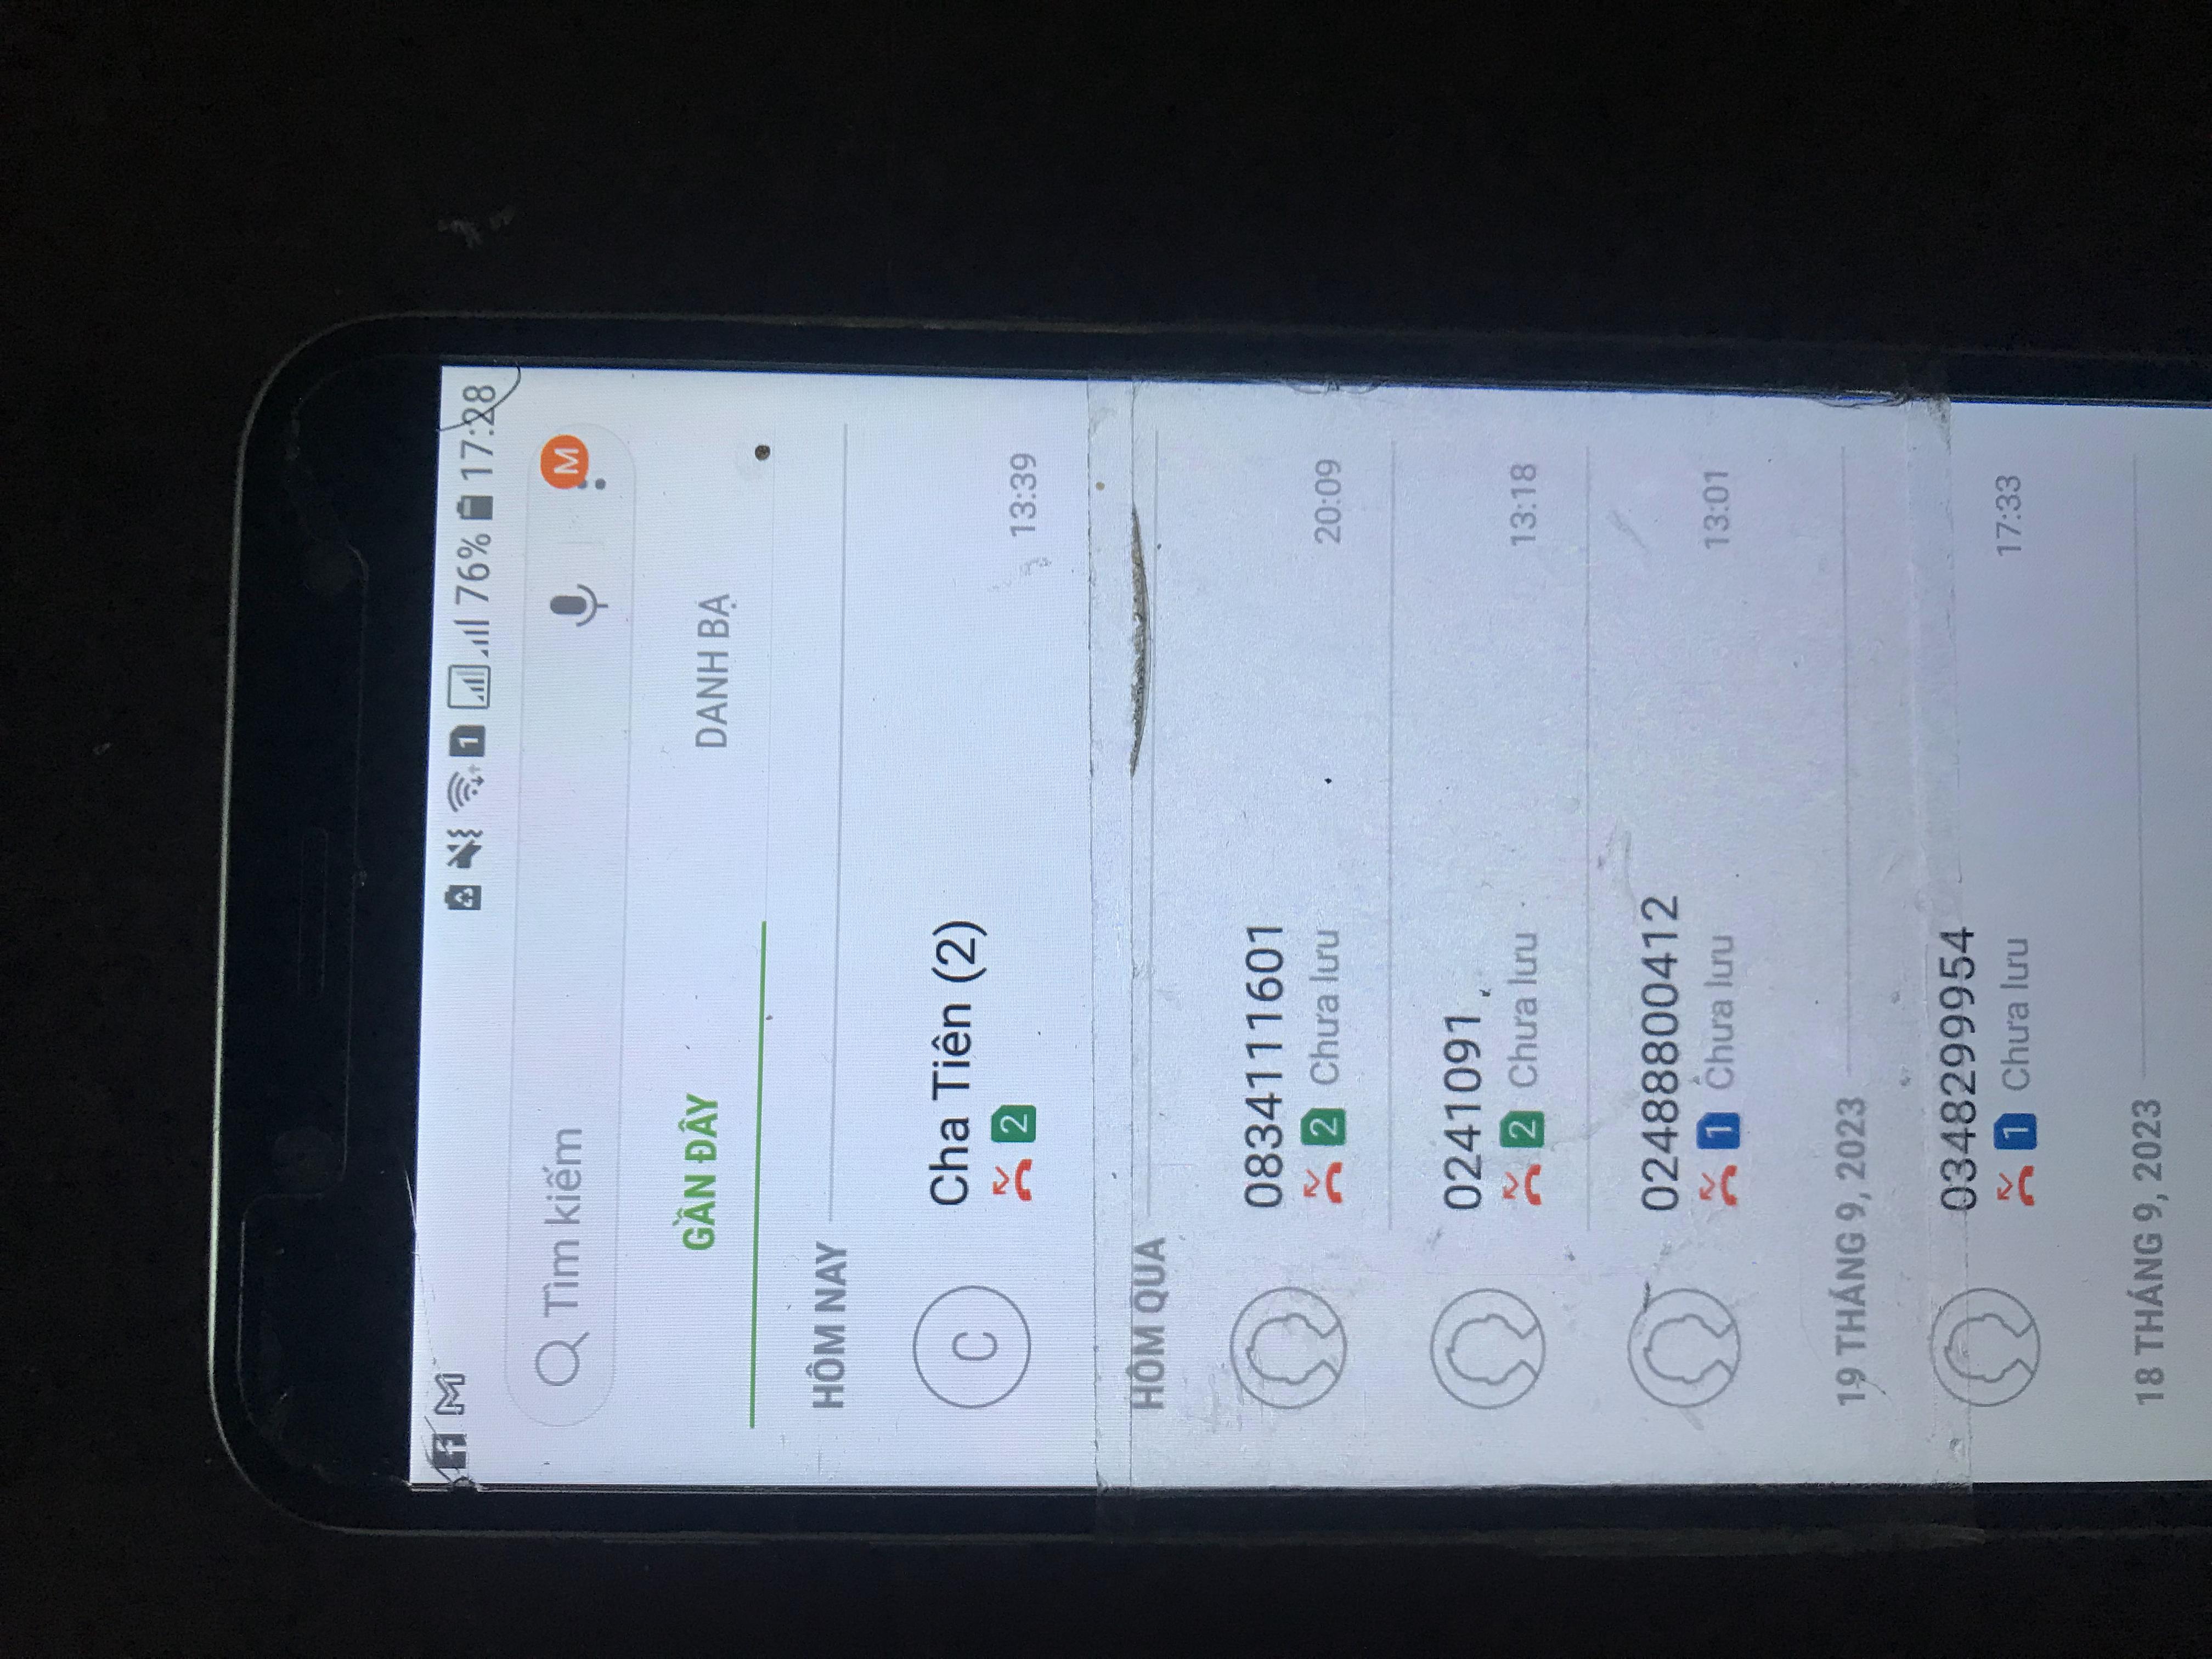 76% 17:28
Tìm kiếm
M
GẦN ĐÂY
DANH BẠ
HÔM NAY
C
Cha Tiên (2)
2
13:39
HÔM QUA
0834111601
2 Chưa lưu
20:09
0241091
2 Chưa lưu
13:18
02488800412
1 Chưa lưu
13:01
19 THÁNG 9, 2023
0348299954
1 Chưa lưu
17:33
18 THÁNG 9, 2023